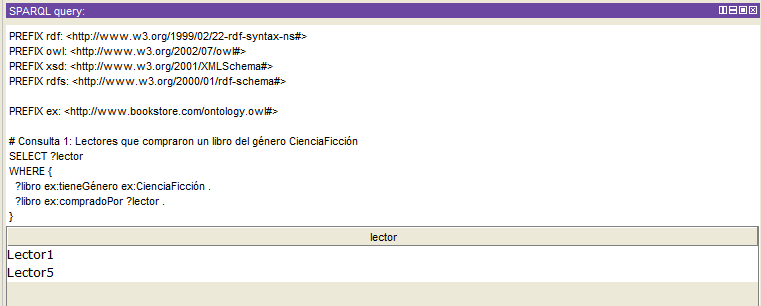 SPARQL query:
PREFIX rdf: <http://www.w3.org/1999/02/22-rdf-syntax-ns#>
PREFIX owl: <http://www.w3.org/2002/07/owl#>
PREFIX xsd: <http://www.w3.org/2001/XMLSchema#>
PREFIX rdfs: <http://www.w3.org/2000/01/rdf-schema#>
PREFIX ex: <http://www.bookstore.com/ontology.owl#>
# Consulta 1: Lectores que compraron un libro del género CienciaFicción
SELECT ?lector
WHERE {
?libro ex:tieneGénero ex:CienciaFicción .
?libro ex:compradoPor ?lector .
}
lector
Lector1
Lector5